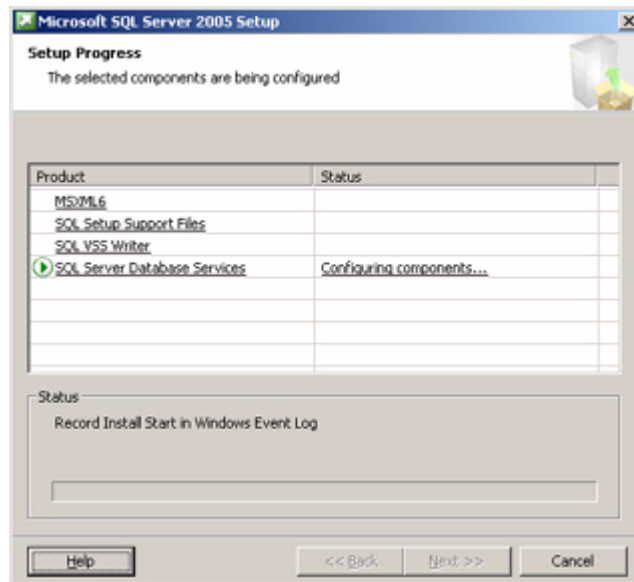 Microsoft SQL Server 2005 Setup
Setup Progress
The selected components are being configured
Product Status
MSXML6
SQL Setup Support Files
SQL VSS Writer
SQL Server Database Services Configuring components...
Status
Record Install Start in Windows Event Log
Help << Back Next >> Cancel